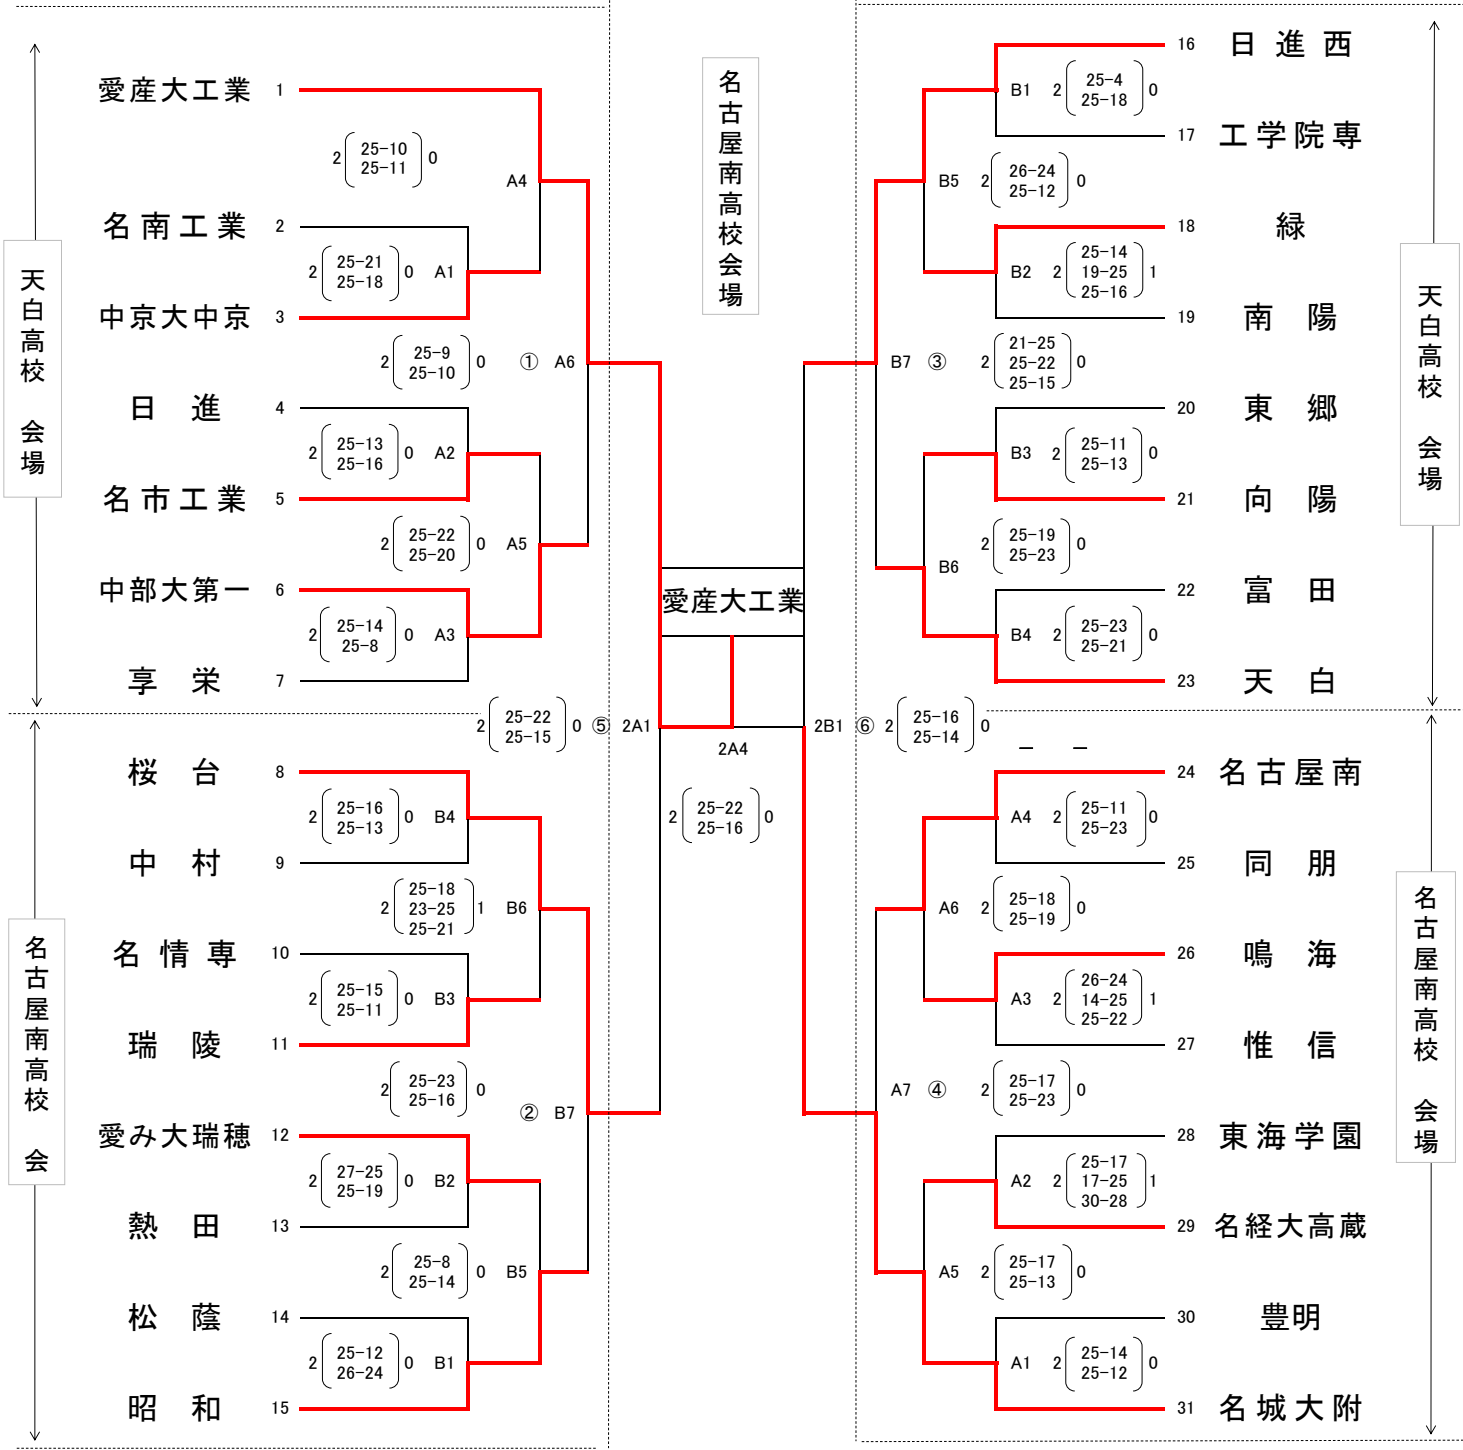 愛産大工業 1
2 25-10 0
25-11
A4
名南工業 2
2 25-21 0 A1
25-18
中京大中京 3
2 25-9 0 ① A6
25-10
日 進 4
2 25-13 0 A2
25-16
名市工業 5
2 25-22 0 A5
25-20
中部大第一 6
2 25-14 0 A3
25-8
享 栄 7
天白高校 会場
2 25-22 0 ⑤ 2A1
25-15
桜 台 8
2 25-16 0 B4
25-13
中 村 9
2 25-18 1 B6
23-25
25-21
名情専 10
2 25-15 0 B3
25-11
瑞 陵 11
2 25-23 0
25-16
② B7
愛み大瑞穂 12
2 27-25 0 B2
25-19
熱 田 13
2 25-8 0 B5
25-14
松 蔭 14
2 25-12 0 B1
26-24
昭 和 15
名古屋南高校 会
名古屋南高校会場
愛産大工業
2A4
2 25-22 0
25-16
16 日進西
B1 2 25-4 0
25-18
17 工学院専
B5 2 26-24 0
25-12
18 緑
B2 2 25-14 1
19-25
25-16
19 南 陽
B7 ③ 2 21-25 0
25-22
25-15
20 東 郷
B3 2 25-11 0
25-13
21 向 陽
2 25-19 0
25-23
B6
22 富 田
B4 2 25-23 0
25-21
23 天 白
天白高校 会場
2B1 ⑥ 2 25-16 0
25-14
― ―
24 名古屋南
A4 2 25-11 0
25-23
25 同 朋
A6 2 25-18 0
25-19
26 鳴 海
A3 2 26-24 1
14-25
25-22
27 惟 信
A7 ④ 2 25-17 0
25-23
28 東海学園
A2 2 25-17 1
17-25
30-28
29 名経大高蔵
A5 2 25-17 0
25-13
30 豊明
A1 2 25-14 0
25-12
31 名城大附
名古屋南高校 会場